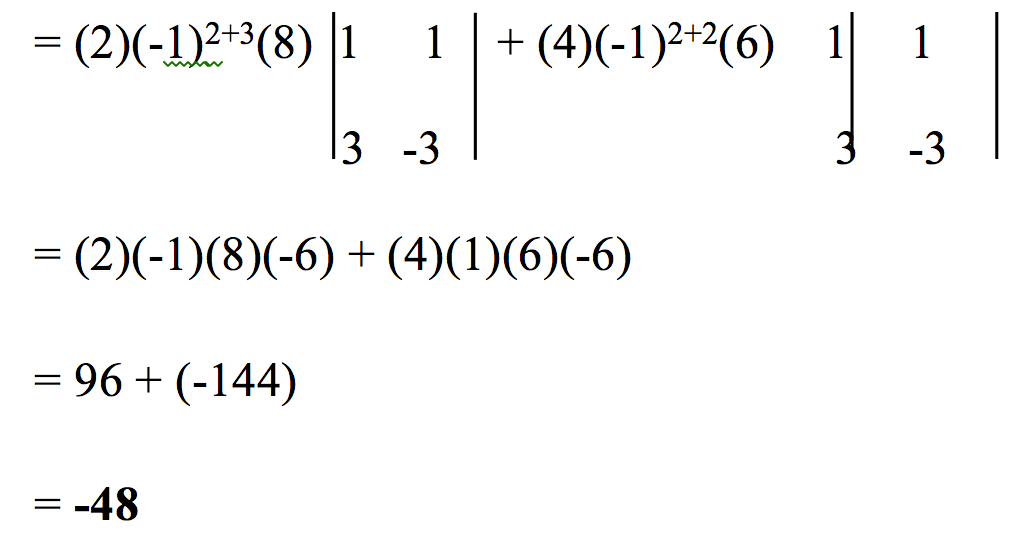 = (2)(-1)²⁺³(8) |1 1 | + (4)(-1)²⁺²(6) 1| 1 |
|3 -3 | 3| -3 |
= (2)(-1)(8)(-6) + (4)(1)(6)(-6)
= 96 + (-144)
= -48